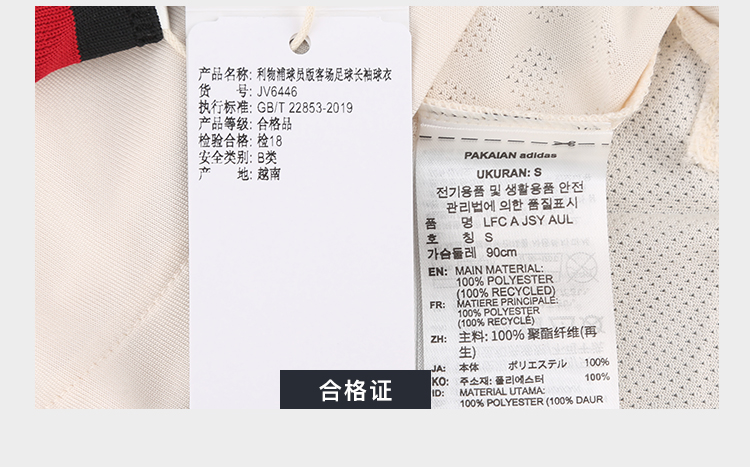 产品名称: 利物浦球员版客场足球长袖球衣
货 号: JV6446
执行标准: GB/T 22853-2019
产品等级: 合格品
检验合格: 检18
安全类别: B类
产 地: 越南
PAKAIAN adidas
UKURAN: S
전기용품 및 생활용품 안전
관리법에 의한 품질표시
품 명 LFC A JSY AUL
호 칭 S
가슴둘레 90cm
EN: MAIN MATERIAL:
100% POLYESTER
(100% RECYCLED)
FR: MATIERE PRINCIPALE:
100% POLYESTER
(100% RECYCLÉ)
ZH: 主料: 100% 聚酯纤维(再
生)
JA: 本体 ポリエステル 100%
KO: 주소재: 폴리에스터 100%
ID: MATERIAL UTAMA:
100% POLYESTER (100% DAUR
合格证